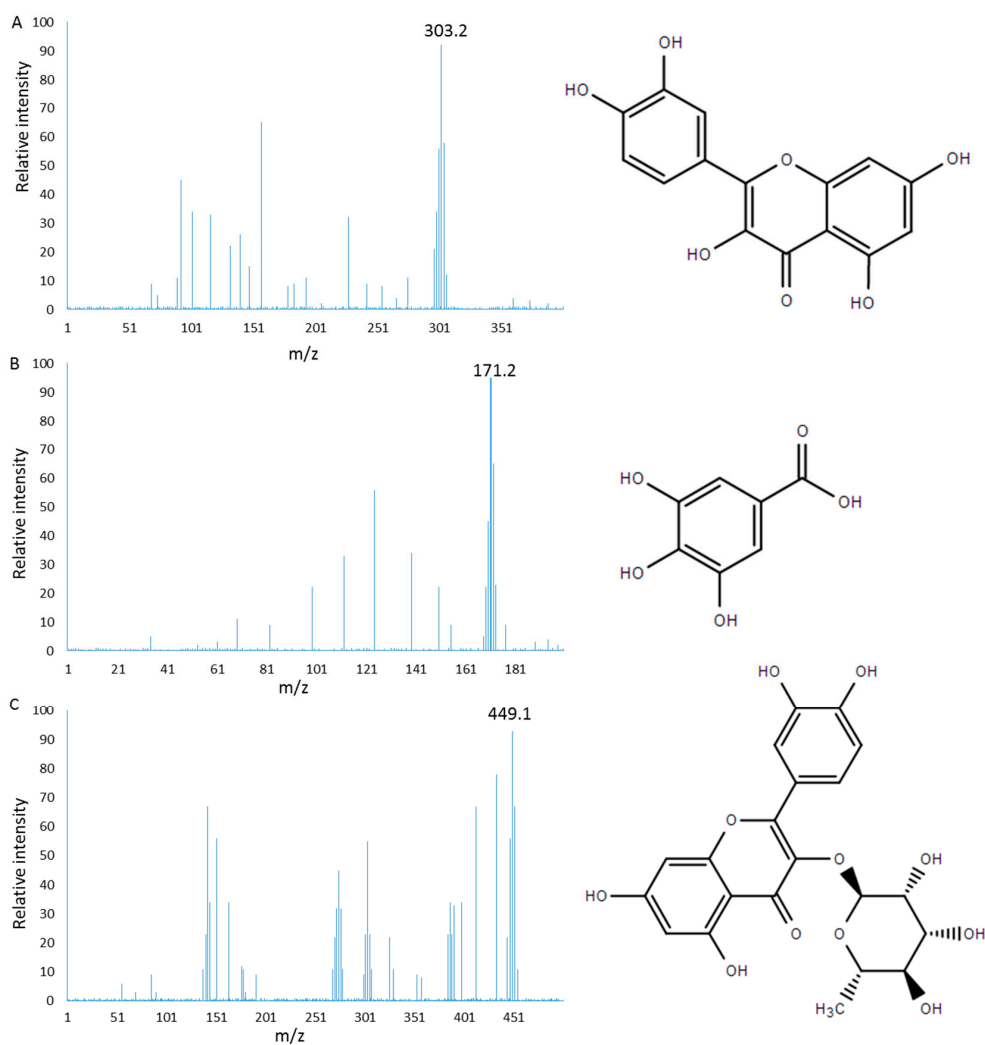 A
303.2
Relative intensity
100
90
80
70
60
50
40
30
20
10
0
1 51 101 151 201 251 301 351
m/z
OH
HO
O
OH
HO
O
HO
B
171.2
Relative intensity
100
90
80
70
60
50
40
30
20
10
0
1 21 41 61 81 101 121 141 161 181
m/z
O
HO
OH
HO
OH
C
449.1
Relative intensity
100
90
80
70
60
50
40
30
20
10
0
1 51 101 151 201 251 301 351 401 451
m/z
HO OH
O
O OH
HO
O O OH
OH
H₃C OH